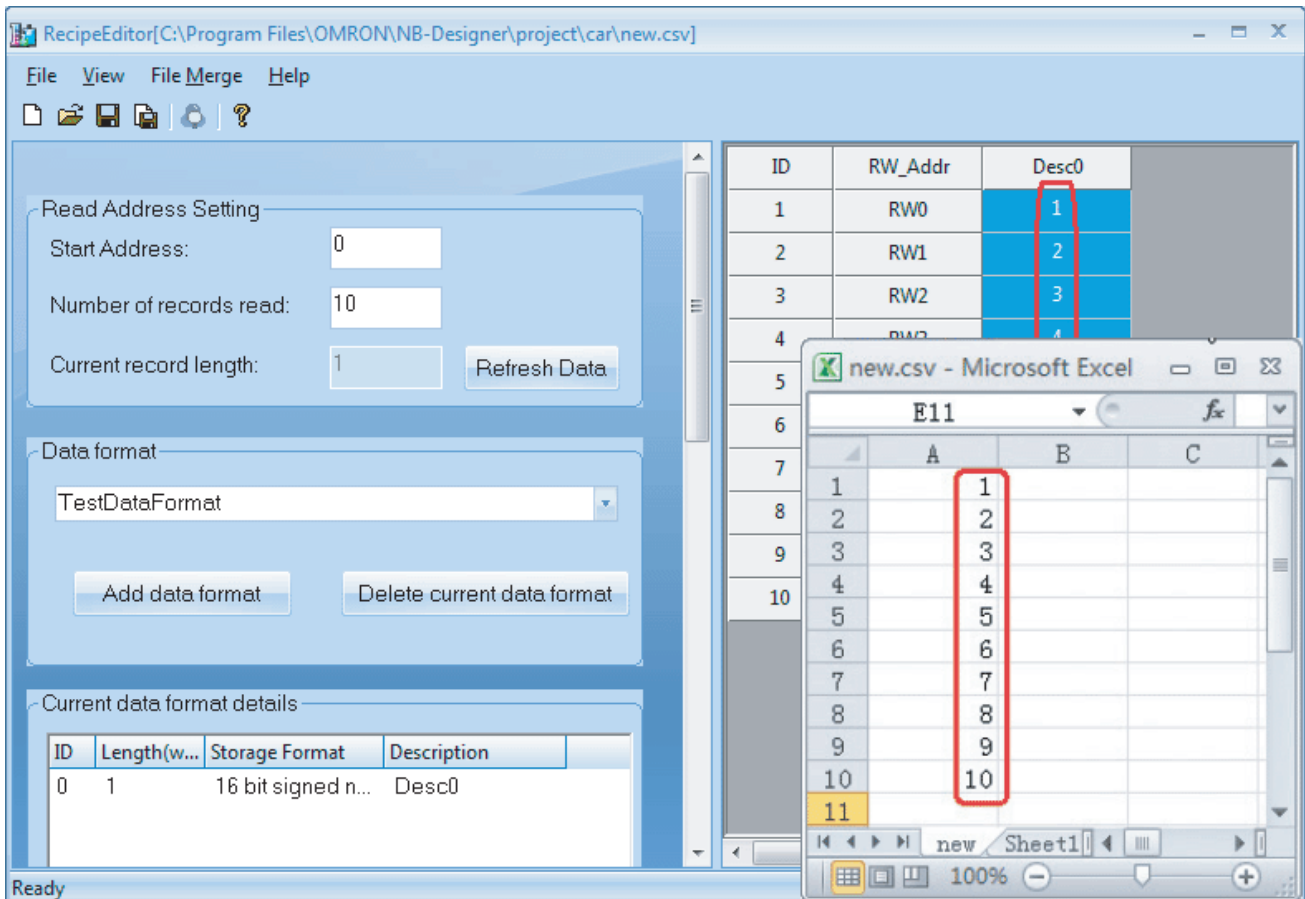 RecipeEditor[C:\Program Files\OMRON\NB-Designer\project\car\new.csv]
File View File Merge Help
Read Address Setting
Start Address: 0
Number of records read: 10
Current record length: 1 Refresh Data
Data format
TestDataFormat
Add data format Delete current data format
Current data format details
ID Length(w... Storage Format Description
0 1 16 bit signed n... Desc0
Ready
ID RW_Addr Desc0
1 RW0 1
2 RW1 2
3 RW2 3
4 RW3 4
5
6
7
8
9
10
new.csv - Microsoft Excel
E11 fx
A B C
1 1
2 2
3 3
4 4
5 5
6 6
7 7
8 8
9 9
10 10
11
new Sheet1
100%